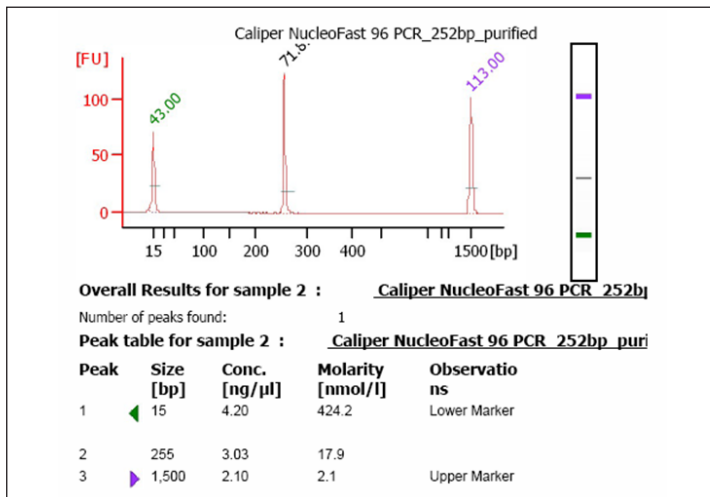 Caliper NucleoFast 96 PCR_252bp_purified
[FU]
43.00
113.00
100
50
0
15 100 200 300 400 1500 [bp]
Overall Results for sample 2 : Caliper NucleoFast 96 PCR_252bp
Number of peaks found: 1
Peak table for sample 2 : Caliper NucleoFast 96 PCR_252bp_puri
Peak Size Conc. Molarity Observatio
[bp] [ng/µl] [nmol/l] ns
1 15 4.20 424.2 Lower Marker
2 255 3.03 17.9
3 1,500 2.10 2.1 Upper Marker